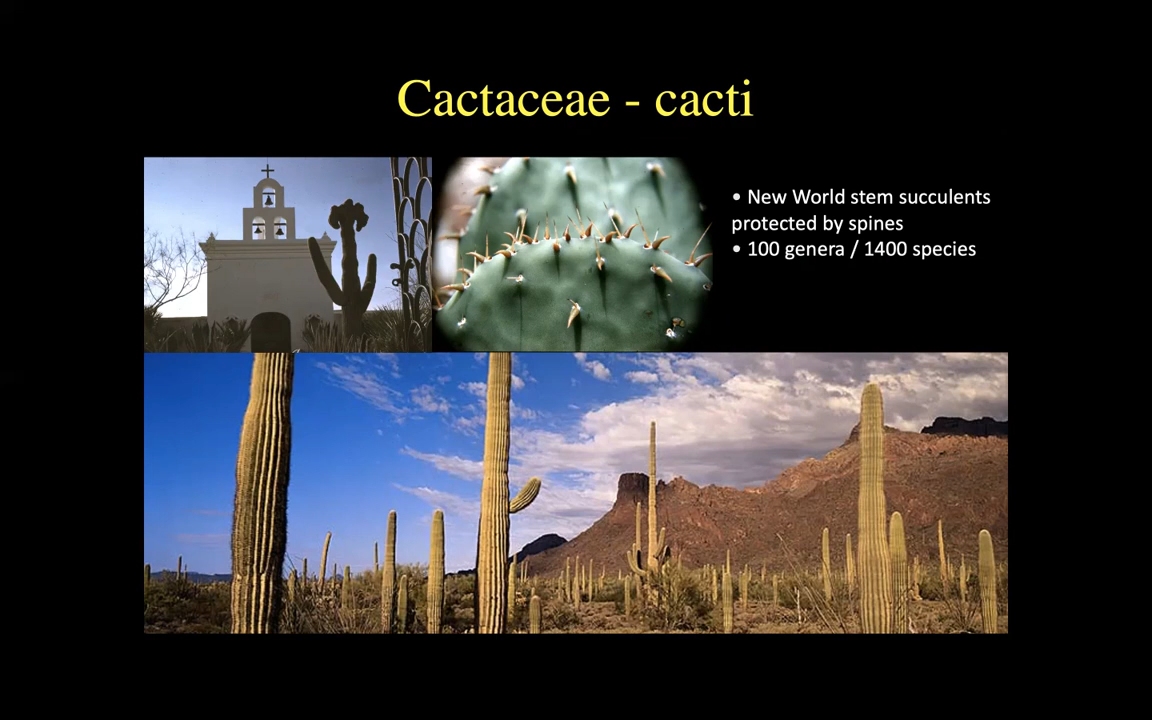 Cactaceae - cacti
• New World stem succulents
protected by spines
• 100 genera / 1400 species